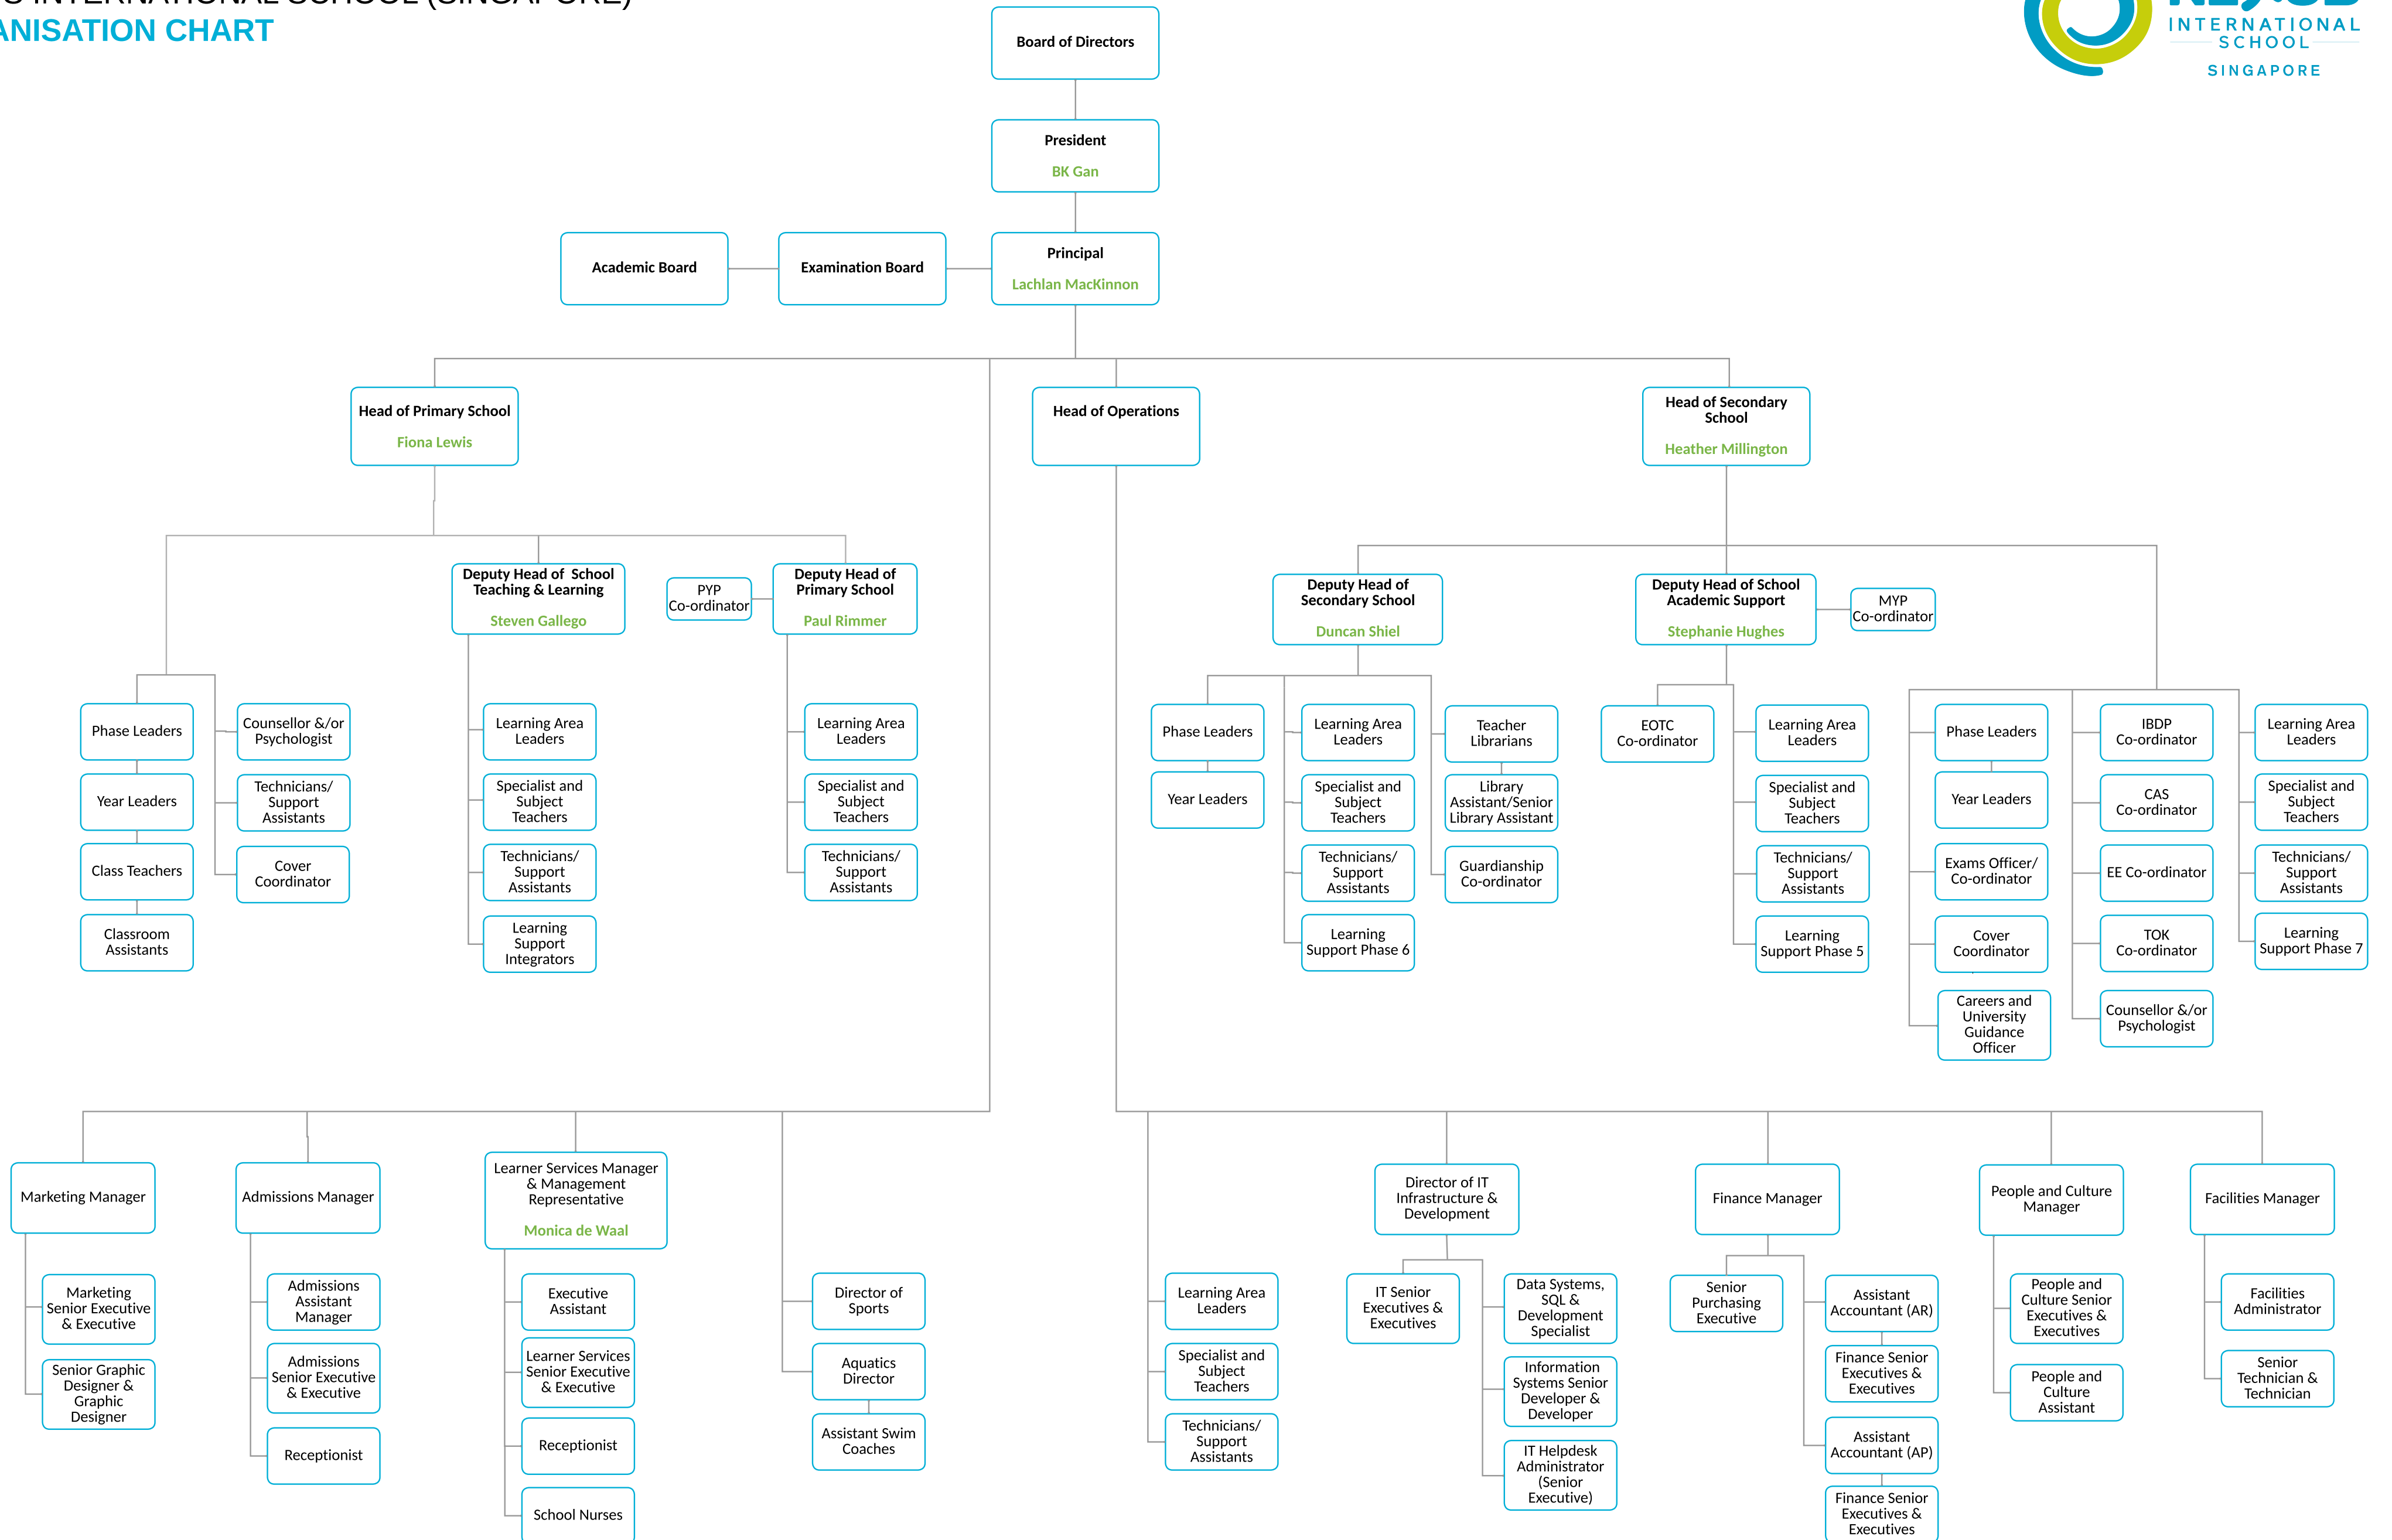 INTERNATIONAL SCHOOL (SINGAPORE)
ANISATION CHART
INTERNATIONAL
SCHOOL
SINGAPORE
Board of Directors
President
BK Gan
Academic Board
Examination Board
Principal
Lachlan MacKinnon
Head of Primary School
Fiona Lewis
Head of Operations
Head of Secondary
School
Heather Millington
Deputy Head of School
Teaching & Learning
Steven Gallego
PYP
Co-ordinator
Deputy Head of
Primary School
Paul Rimmer
Deputy Head of
Secondary School
Duncan Shiel
Deputy Head of School
Academic Support
Stephanie Hughes
MYP
Co-ordinator
Phase Leaders
Year Leaders
Class Teachers
Classroom
Assistants
Counsellor &/or
Psychologist
Technicians/
Support
Assistants
Cover
Coordinator
Learning Area
Leaders
Specialist and
Subject
Teachers
Technicians/
Support
Assistants
Learning
Support
Integrators
Learning Area
Leaders
Specialist and
Subject
Teachers
Technicians/
Support
Assistants
Phase Leaders
Year Leaders
Learning Area
Leaders
Specialist and
Subject
Teachers
Technicians/
Support
Assistants
Learning
Support Phase 6
Teacher
Librarians
Library
Assistant/Senior
Library Assistant
Guardianship
Co-ordinator
EOTC
Co-ordinator
Learning Area
Leaders
Specialist and
Subject
Teachers
Technicians/
Support
Assistants
Learning
Support Phase 5
Phase Leaders
Year Leaders
Exams Officer/
Co-ordinator
Cover
Coordinator
Careers and
University
Guidance
Officer
IBDP
Co-ordinator
CAS
Co-ordinator
EE Co-ordinator
TOK
Co-ordinator
Counsellor &/or
Psychologist
Learning Area
Leaders
Specialist and
Subject
Teachers
Technicians/
Support
Assistants
Learning
Support Phase 7
Marketing Manager
Marketing
Senior Executive
& Executive
Senior Graphic
Designer &
Graphic
Designer
Admissions Manager
Admissions
Assistant
Manager
Admissions
Senior Executive
& Executive
Receptionist
Learner Services Manager
& Management
Representative
Monica de Waal
Executive
Assistant
Learner Services
Senior Executive
& Executive
Receptionist
School Nurses
Director of
Sports
Aquatics
Director
Assistant Swim
Coaches
Learning Area
Leaders
Specialist and
Subject
Teachers
Technicians/
Support
Assistants
Director of IT
Infrastructure &
Development
IT Senior
Executives &
Executives
Data Systems,
SQL &
Development
Specialist
Information
Systems Senior
Developer &
Developer
IT Helpdesk
Administrator
(Senior
Executive)
Finance Manager
Senior
Purchasing
Executive
Assistant
Accountant (AR)
Finance Senior
Executives &
Executives
Assistant
Accountant (AP)
Finance Senior
Executives &
Executives
People and Culture
Manager
People and
Culture Senior
Executives &
Executives
People and
Culture
Assistant
Facilities Manager
Facilities
Administrator
Senior
Technician &
Technician